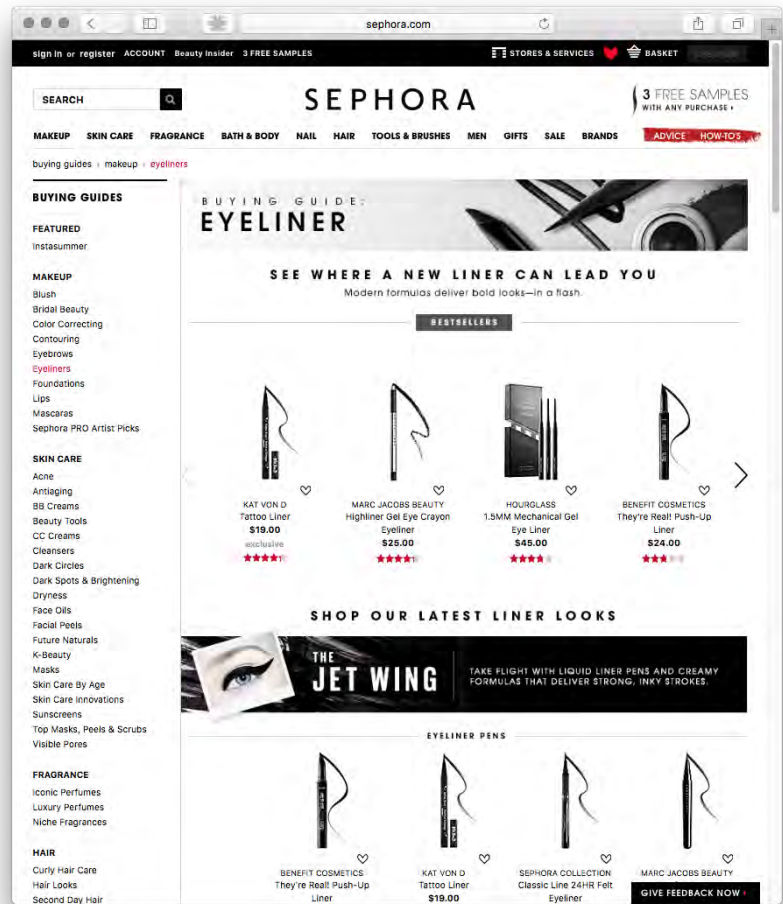 sephora.com
sign in or register ACCOUNT Beauty Insider 3 FREE SAMPLES
STORES & SERVICES
BASKET
SEARCH
SEPHORA
3 FREE SAMPLES
WITH ANY PURCHASE
MAKEUP SKIN CARE FRAGRANCE BATH & BODY NAIL HAIR TOOLS & BRUSHES MEN GIFTS SALE BRANDS ADVICE HOW-TO'S
buying guides › makeup › eyeliners
BUYING GUIDES
FEATURED
Instasummer
MAKEUP
Blush
Bridal Beauty
Color Correcting
Contouring
Eyebrows
Eyeliners
Foundations
Lips
Mascaras
Sephora PRO Artist Picks
SKIN CARE
Acne
Antiaging
BB Creams
Beauty Tools
CC Creams
Cleansers
Dark Circles
Dark Spots & Brightening
Dryness
Face Oils
Facial Peels
Future Naturals
K-Beauty
Masks
Skin Care By Age
Skin Care Innovations
Sunscreens
Top Masks, Peels & Scrubs
Visible Pores
FRAGRANCE
Iconic Perfumes
Luxury Perfumes
Niche Fragrances
HAIR
Curly Hair Care
Hair Looks
Second Day Hair
BUYING GUIDE:
EYELINER
SEE WHERE A NEW LINER CAN LEAD YOU
Modern formulas deliver bold looks—in a flash.
BESTSELLERS
KAT VON D
Tattoo Liner
$19.00
exclusive
MARC JACOBS BEAUTY
Highliner Gel Eye Crayon
Eyeliner
$25.00
HOURGLASS
1.5MM Mechanical Gel
Eye Liner
$45.00
BENEFIT COSMETICS
They're Real! Push-Up
Liner
$24.00
SHOP OUR LATEST LINER LOOKS
THE
JET WING
TAKE FLIGHT WITH LIQUID LINER PENS AND CREAMY
FORMULAS THAT DELIVER STRONG, INKY STROKES.
EYELINER PENS
BENEFIT COSMETICS
They're Real! Push-Up
Liner
KAT VON D
Tattoo Liner
$19.00
SEPHORA COLLECTION
Classic Line 24HR Felt
Eyeliner
MARC JACOBS BEAUTY
GIVE FEEDBACK NOW